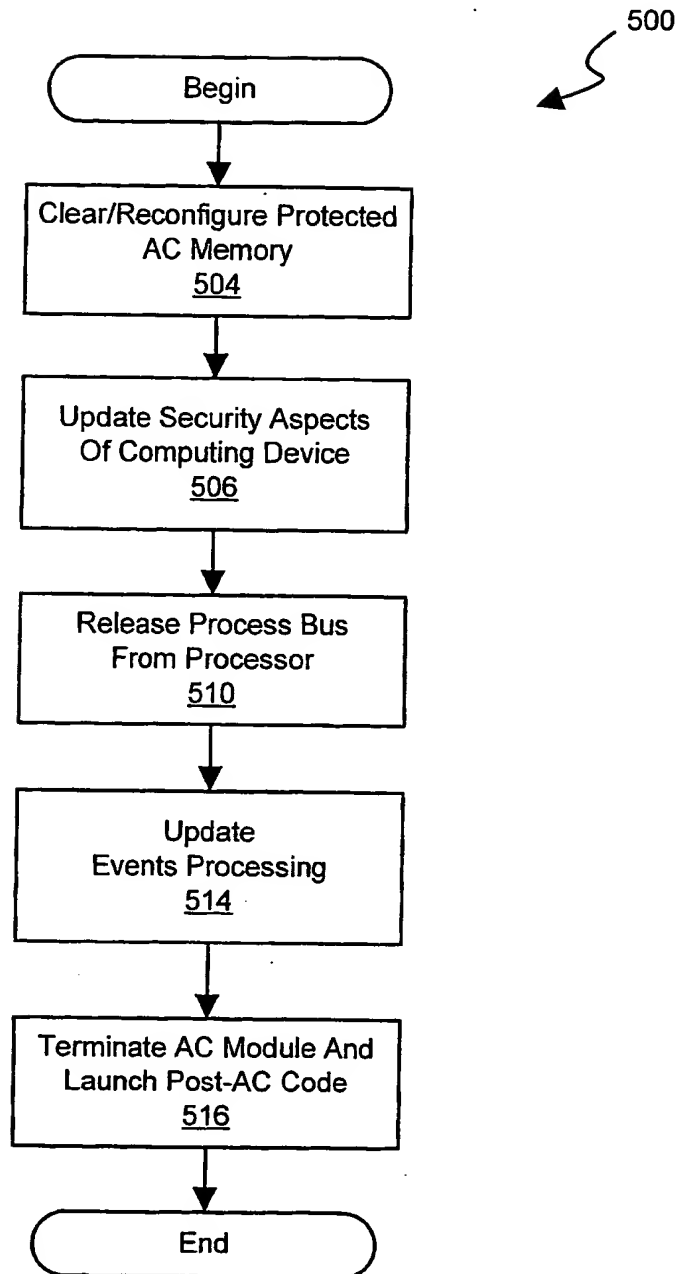 500
Begin
Clear/Reconfigure Protected
AC Memory
504
Update Security Aspects
Of Computing Device
506
Release Process Bus
From Processor
510
Update
Events Processing
514
Terminate AC Module And
Launch Post-AC Code
516
End